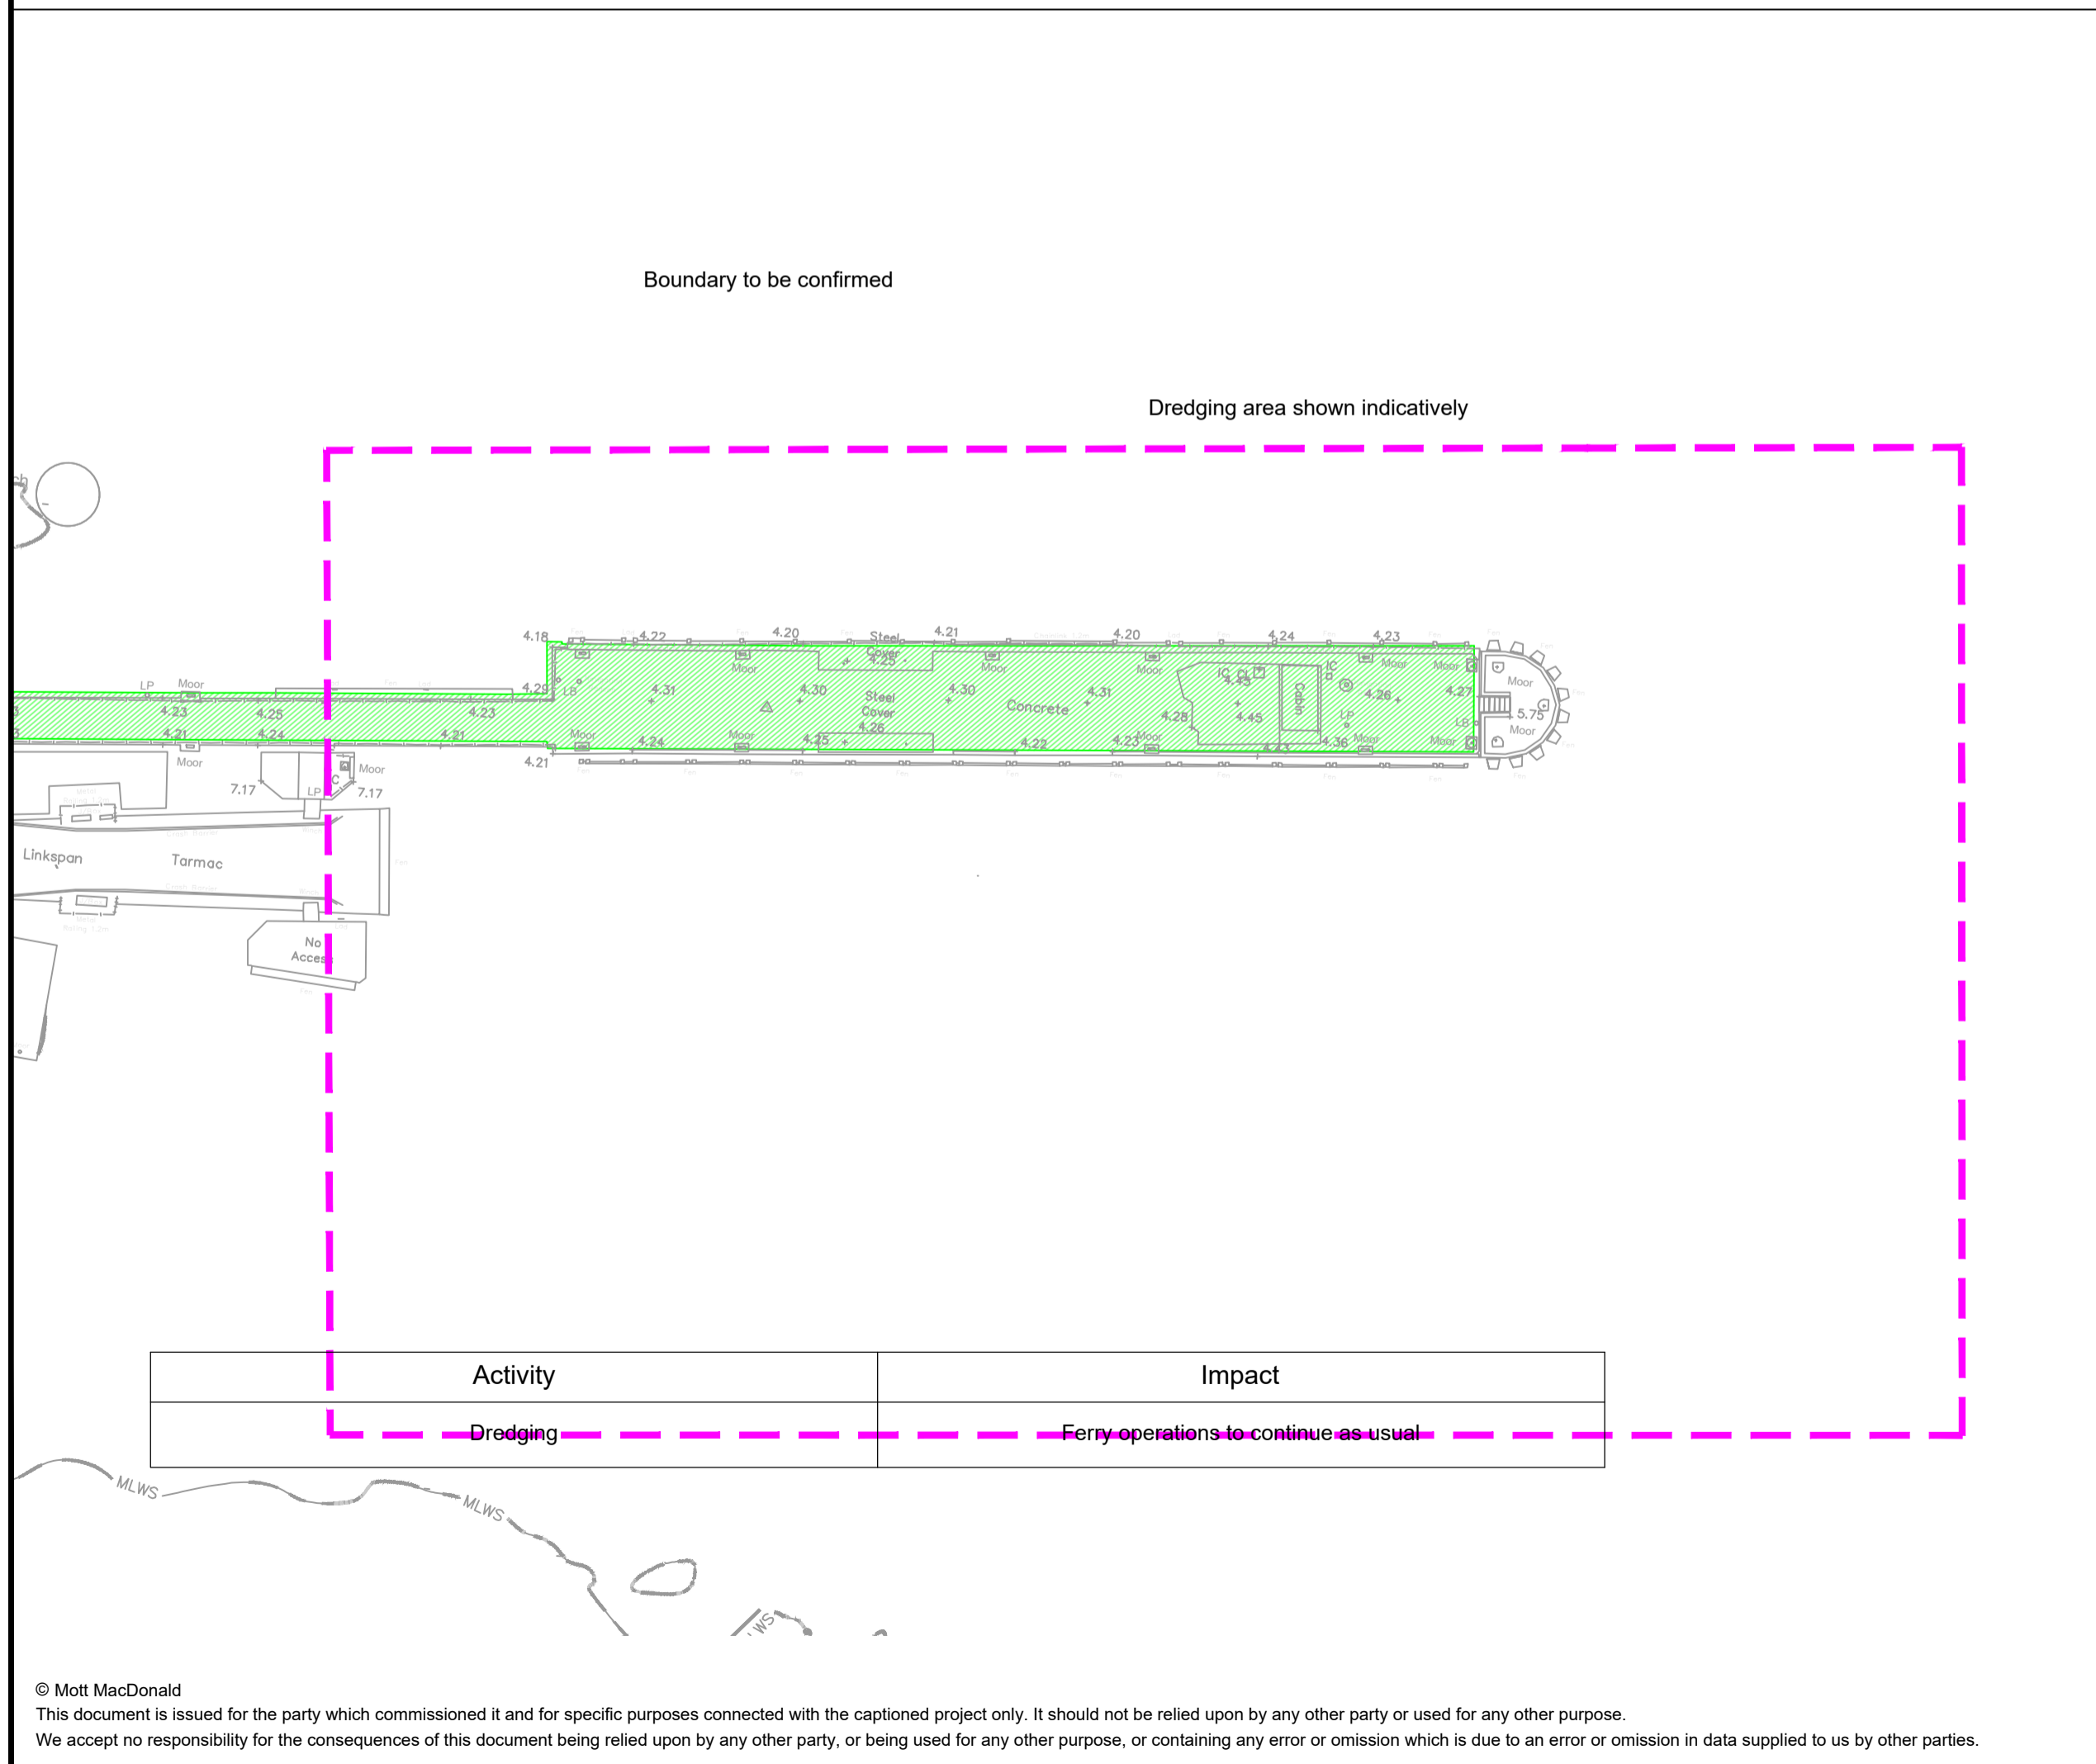 Boundary to be confirmed
Dredging area shown indicatively
4.18
4.22
4.20
Steel
Cover
4.25
4.21
4.20
4.24
4.23
Moor
Moor
Moor
Moor
Moor
LP
Moor
4.29
LB
4.31
4.30
Steel
Cover
4.26
4.30
Concrete
4.31
IC
CL
4.45
IC
Cabin
4.26
4.27
Moor
4.23
4.25
4.23
4.28
4.45
LP
LB
5.75
Moor
4.21
4.24
4.21
Moor
4.24
Moor
4.25
4.22
4.23
Moor
4.43
4.36
Moor
Moor
Moor
Moor
4.21
7.17
LP
7.17
Linkspan
Tarmac
No
Access
Activity
Impact
Dredging
Ferry operations to continue as usual
MLWS
MLWS
© Mott MacDonald
This document is issued for the party which commissioned it and for specific purposes connected with the captioned project only. It should not be relied upon by any other party or used for any other purpose.
We accept no responsibility for the consequences of this document being relied upon by any other party, or being used for any other purpose, or containing any error or omission which is due to an error or omission in data supplied to us by other parties.